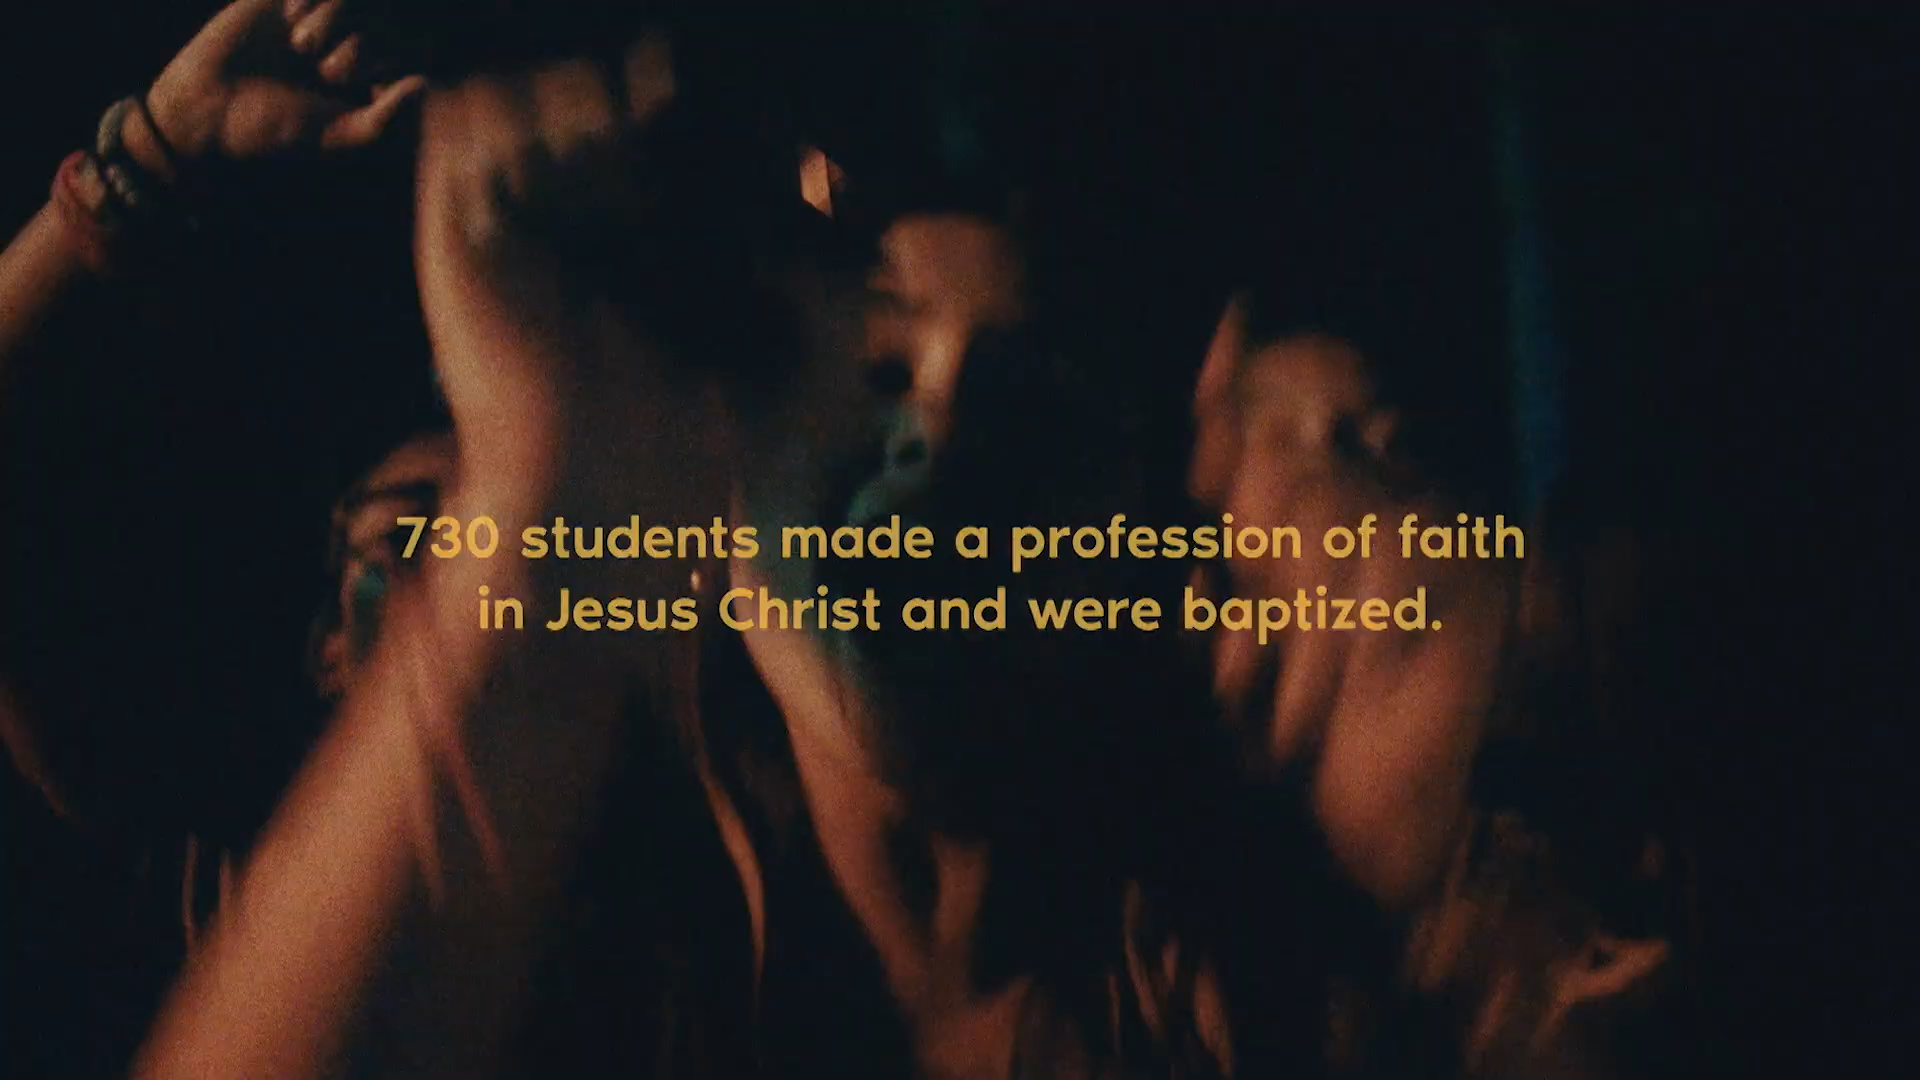 730 students made a profession of faith
in Jesus Christ and were baptized.